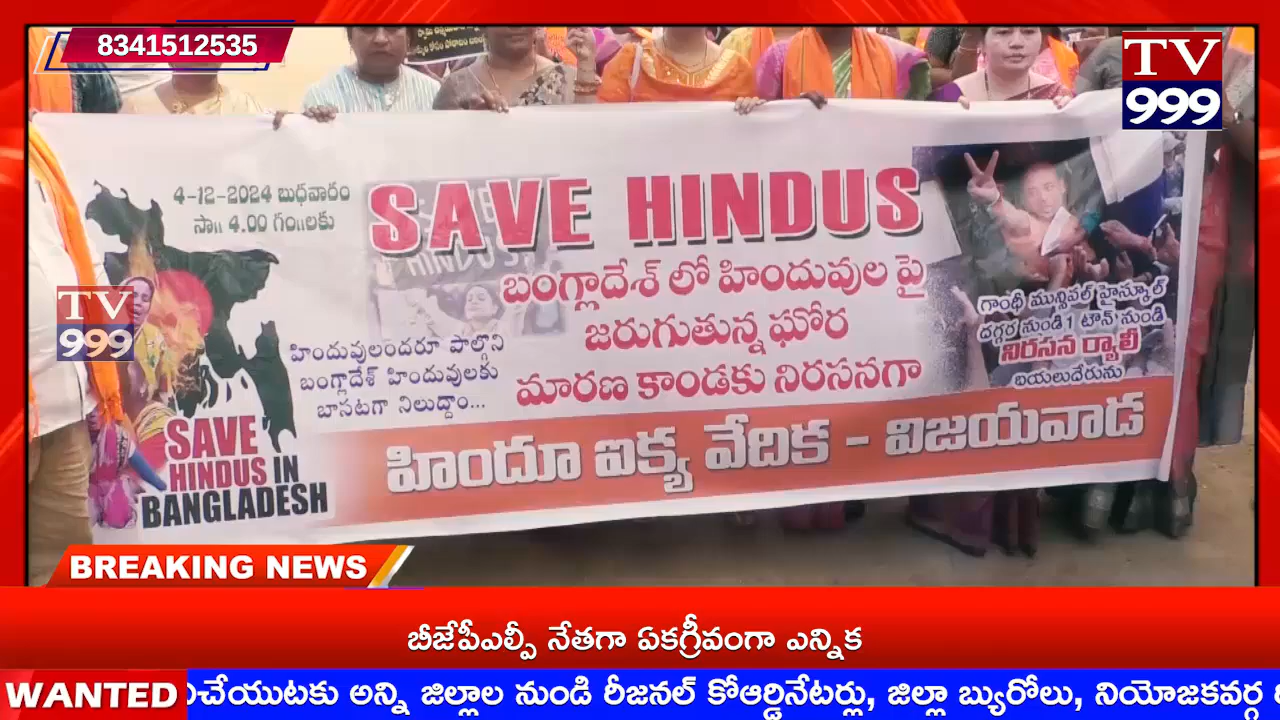 8341512535
TV
999
TV
999
4-12-2024 బుధవారం
సా॥ 4.00 గం॥లకు
SAVE HINDUS
బంగ్లాదేశ్ లో హిందువుల పై
జరుగుతున్న ఘోర
మారణ కాండకు నిరసనగా
హిందువులందరూ పాల్గొని
బంగ్లాదేశ్ హిందువులకు
బాసటగా నిలుద్దాం...
గాంధీ మున్సిపల్ హైస్కూల్
దగ్గర నుండి 1 టౌన్ నుండి
నిరసన ర్యాలీ
బయలుదేరును
SAVE
HINDUS IN
BANGLADESH
హిందూ ఐక్య వేదిక - విజయవాడ
BREAKING NEWS
బీజేపీఎల్పీ నేతగా ఏకగ్రీవంగా ఎన్నిక
WANTED
చేయుటకు అన్ని జిల్లాల నుండి రీజనల్ కోఆర్డినేటర్లు, జిల్లా బ్యురోలు, నియోజకవర్గ